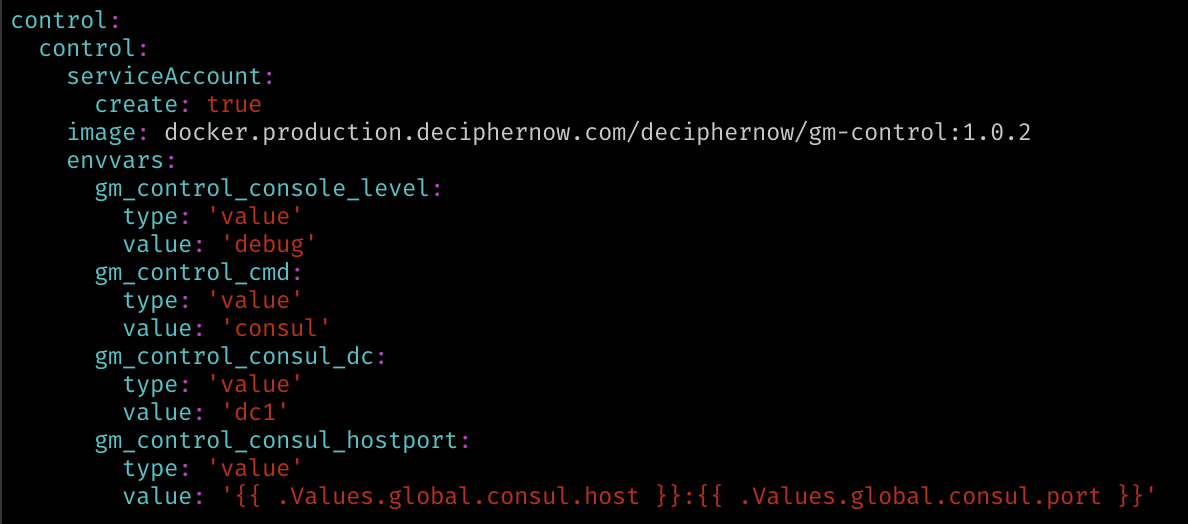 control:
  control:
    serviceAccount:
      create: true
    image: docker.production.deciphernow.com/deciphernow/gm-control:1.0.2
    envvars:
      gm_control_console_level:
        type: 'value'
        value: 'debug'
      gm_control_cmd:
        type: 'value'
        value: 'consul'
      gm_control_consul_dc:
        type: 'value'
        value: 'dc1'
      gm_control_consul_hostport:
        type: 'value'
        value: '{{ .Values.global.consul.host }}:{{ .Values.global.consul.port }}'